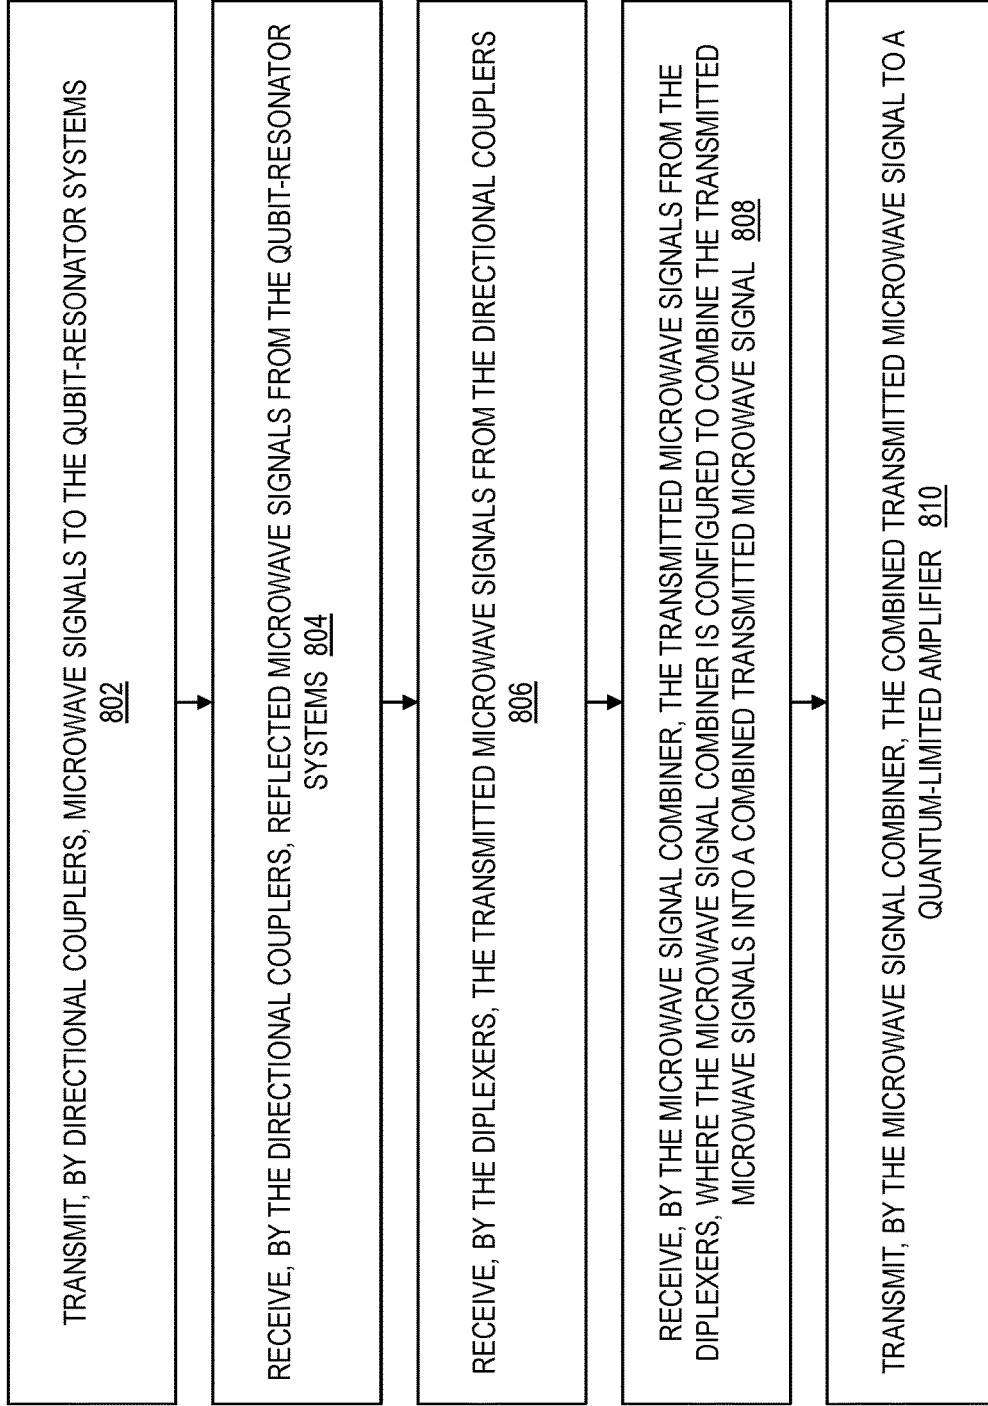 TRANSMIT, BY DIRECTIONAL COUPLERS, MICROWAVE SIGNALS TO THE QUBIT-RESONATOR SYSTEMS
802
RECEIVE, BY THE DIRECTIONAL COUPLERS, REFLECTED MICROWAVE SIGNALS FROM THE QUBIT-RESONATOR
SYSTEMS 804
RECEIVE, BY THE DIPLEXERS, THE TRANSMITTED MICROWAVE SIGNALS FROM THE DIRECTIONAL COUPLERS
806
RECEIVE, BY THE MICROWAVE SIGNAL COMBINER, THE TRANSMITTED MICROWAVE SIGNALS FROM THE
DIPLEXERS, WHERE THE MICROWAVE SIGNAL COMBINER IS CONFIGURED TO COMBINE THE TRANSMITTED
MICROWAVE SIGNALS INTO A COMBINED TRANSMITTED MICROWAVE SIGNAL 808
TRANSMIT, BY THE MICROWAVE SIGNAL COMBINER, THE COMBINED TRANSMITTED MICROWAVE SIGNAL TO A
QUANTUM-LIMITED AMPLIFIER 810